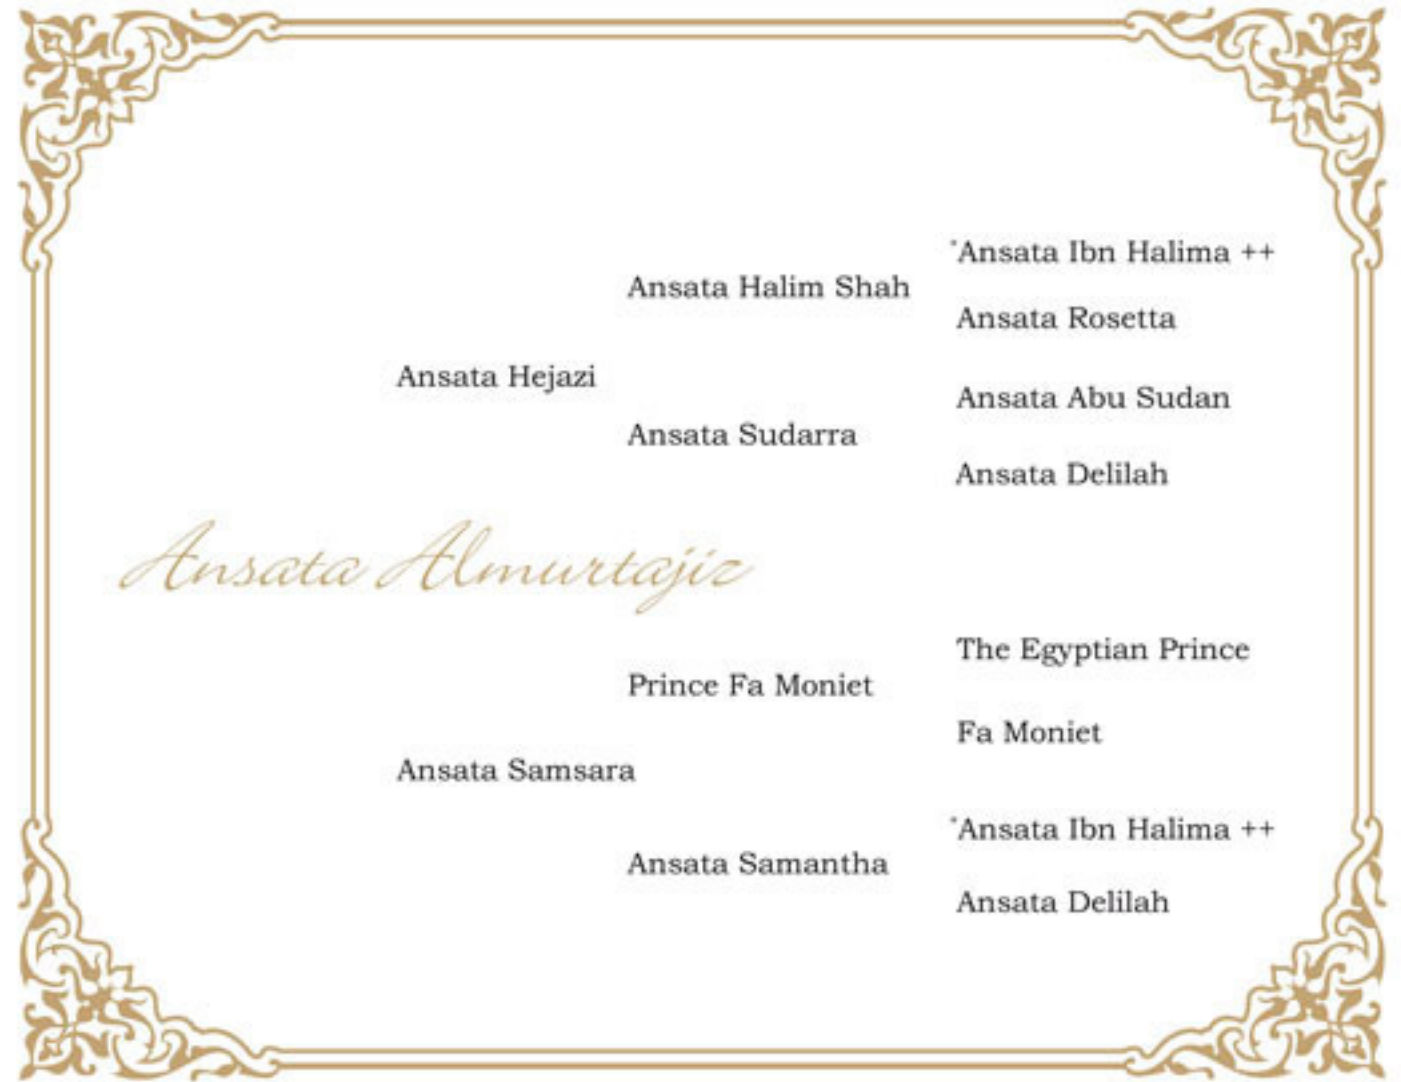 *Ansata Ibn Halima ++
Ansata Halim Shah
Ansata Rosetta
Ansata Hejazi
Ansata Abu Sudan
Ansata Sudarra
Ansata Delilah
Ansata Almurtajiz
The Egyptian Prince
Prince Fa Moniet
Fa Moniet
Ansata Samsara
*Ansata Ibn Halima ++
Ansata Samantha
Ansata Delilah